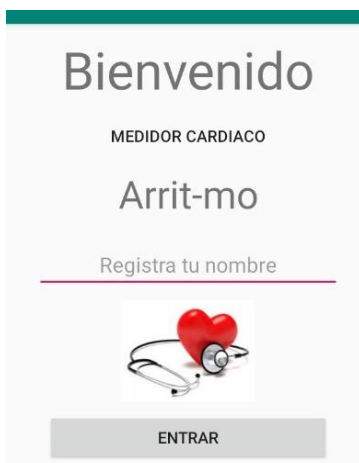 Bienvenido
MEDIDOR CARDIACO
Arrit-mo
Registra tu nombre
ENTRAR